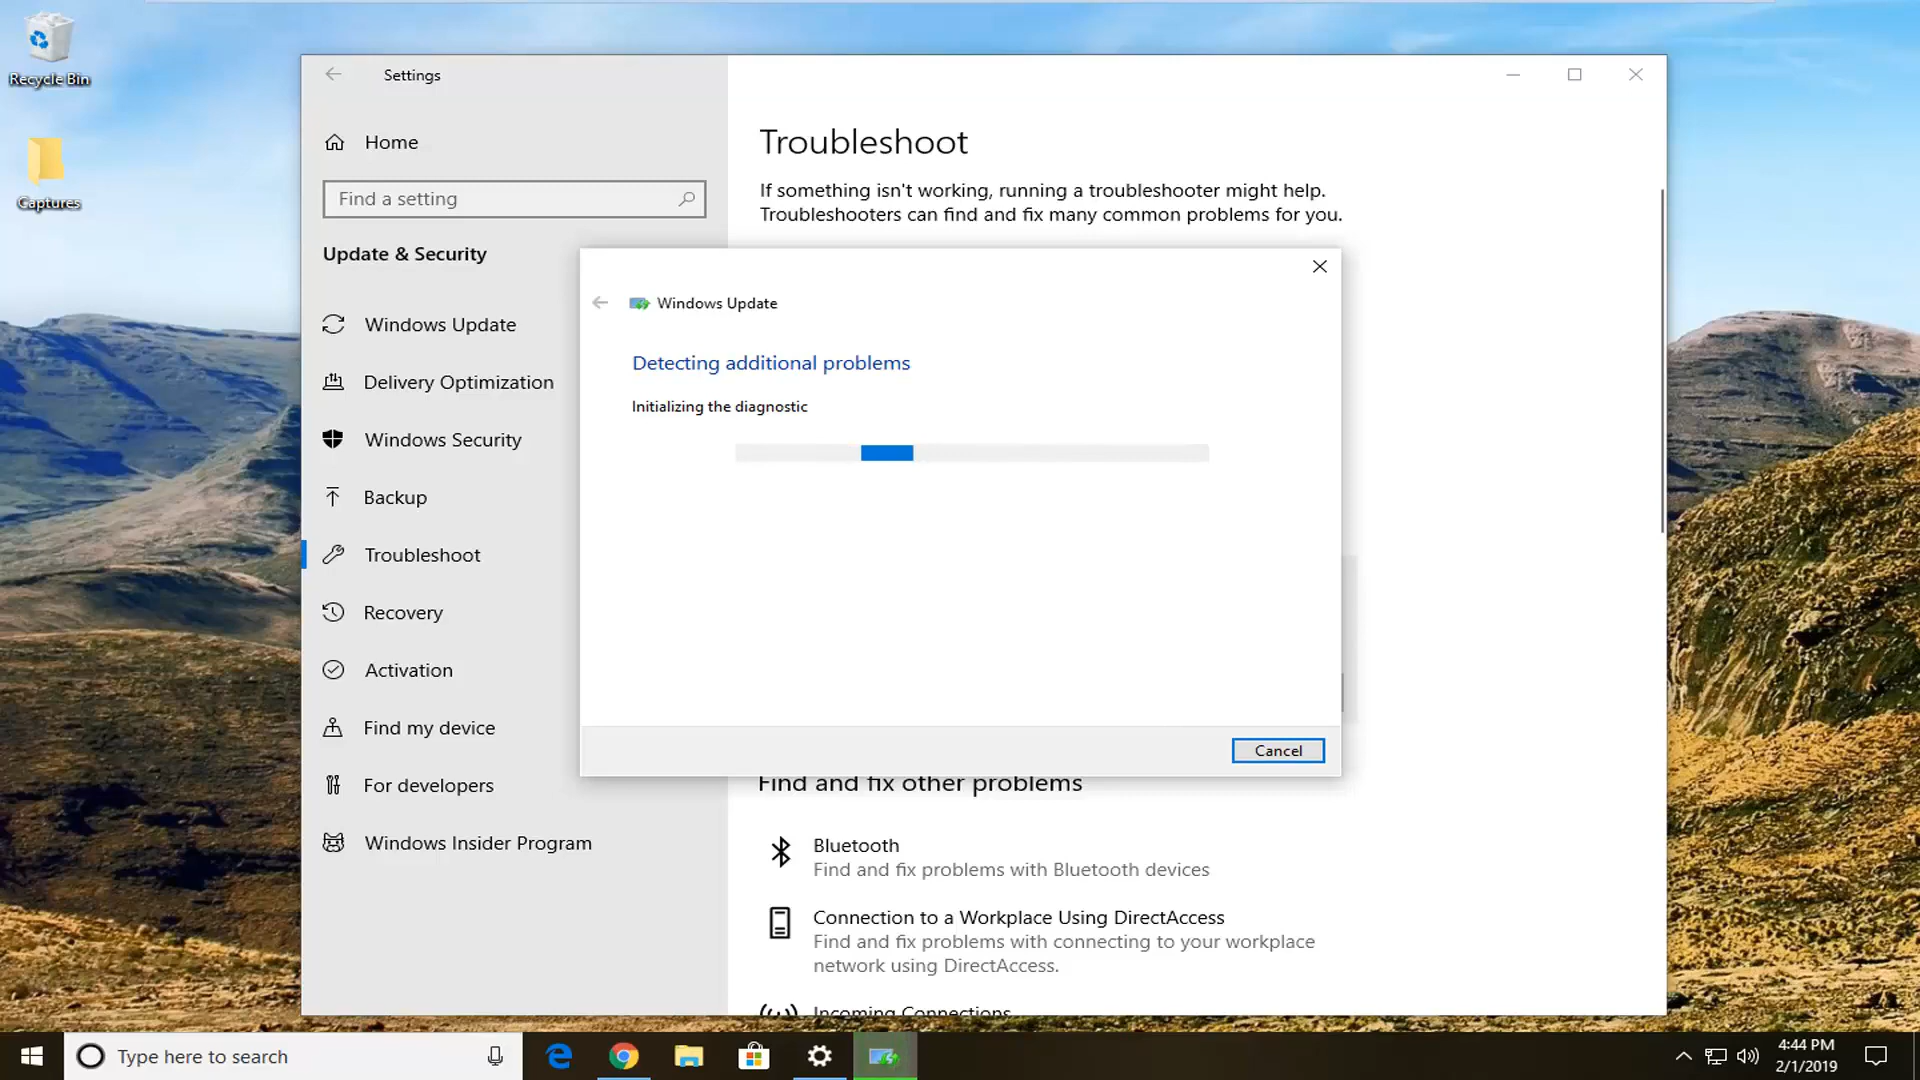 Recycle Bin
Captures
Settings
Home
Find a setting
Update & Security
Windows Update
Delivery Optimization
Windows Security
Backup
Troubleshoot
Recovery
Activation
Find my device
For developers
Windows Insider Program
Troubleshoot
If something isn't working, running a troubleshooter might help.
Troubleshooters can find and fix many common problems for you.
Windows Update
Detecting additional problems
Initializing the diagnostic
Cancel
Find and fix other problems
Bluetooth
Find and fix problems with Bluetooth devices
Connection to a Workplace Using DirectAccess
Find and fix problems with connecting to your workplace
network using DirectAccess.
Incoming Connections
Type here to search
4:44 PM
2/1/2019